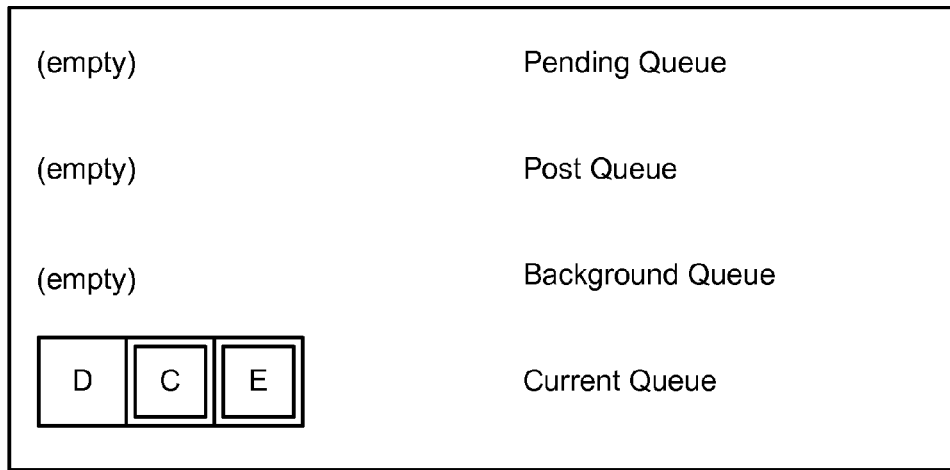 (empty) Pending Queue
(empty) Post Queue
(empty) Background Queue
D C E Current Queue